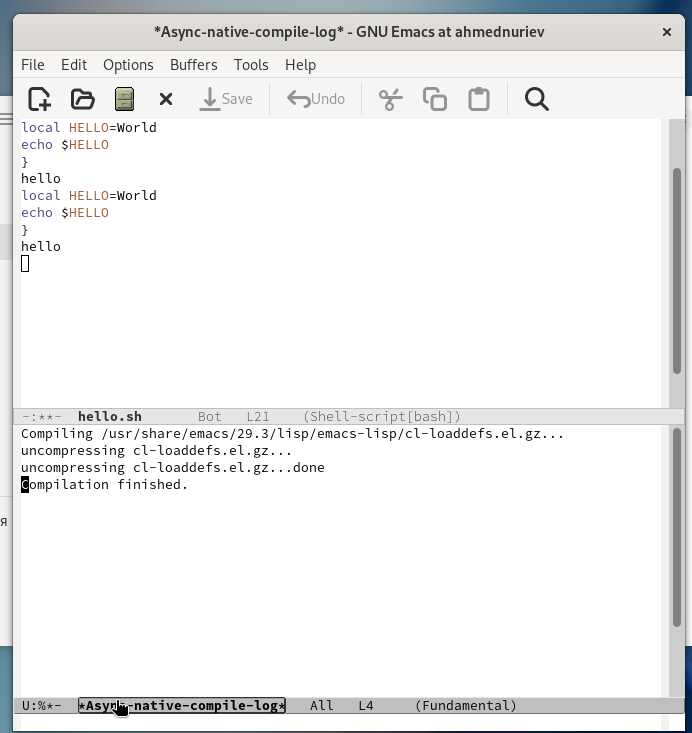 *Async-native-compile-log* - GNU Emacs at ahmednuriev
File Edit Options Buffers Tools Help
Save Undo
local HELLO=World
echo $HELLO
}
hello
local HELLO=World
echo $HELLO
}
hello
-:**- hello.sh Bot L21 (Shell-script[bash])
Compiling /usr/share/emacs/29.3/lisp/emacs-lisp/cl-loaddefs.el.gz...
uncompressing cl-loaddefs.el.gz...
uncompressing cl-loaddefs.el.gz...done
Compilation finished.
я
U:%*- *Async-native-compile-log* All L4 (Fundamental)